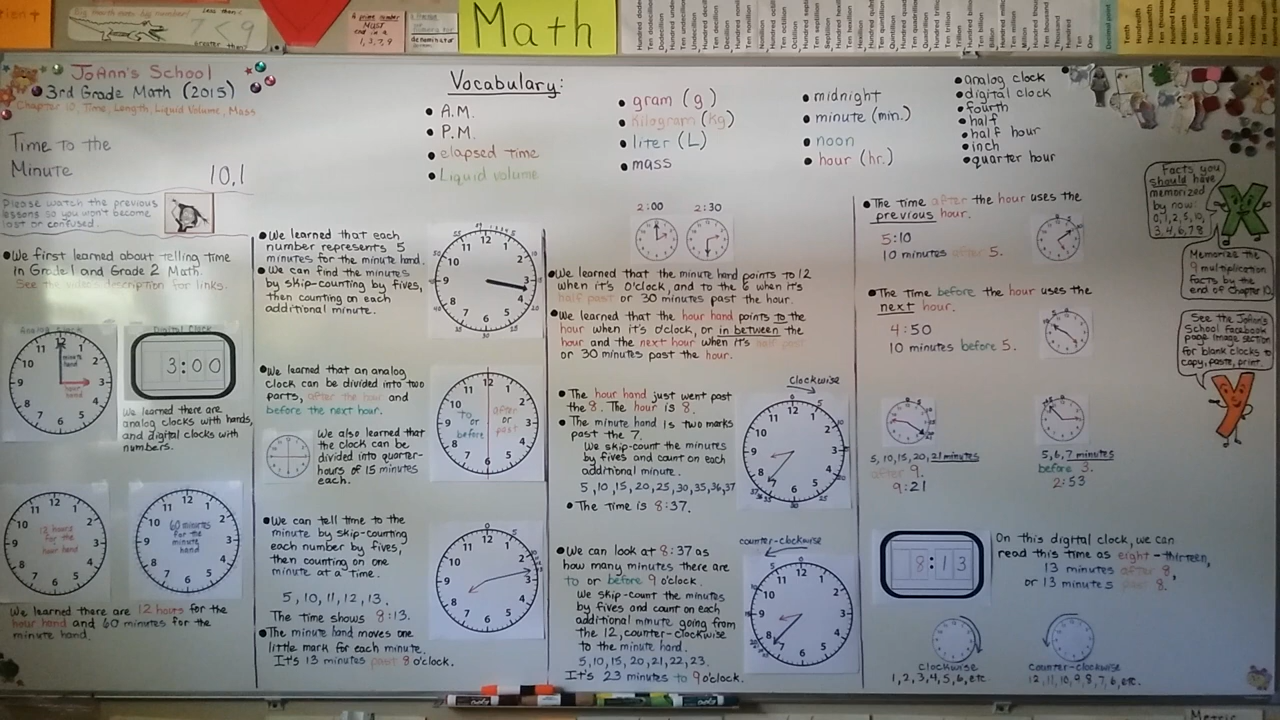 Math
JoAnn's School
3rd Grade Math (2015)
Chapter 10, Time, Length, Liquid Volume, Mass
Time to the
Minute
10.1
Please watch the previous
lessons so you won't become
lost or confused.
Vocabulary:
• A.M.
• P.M.
• elapsed time
• Liquid volume
• gram (g)
• kilogram (kg)
• liter (L)
• mass
• midnight
• minute (min.)
• noon
• hour (hr.)
• analog clock
• digital clock
• fourth
• half
• half hour
• inch
• quarter hour
• We first learned about telling time
in Grade 1 and Grade 2 Math.
See the video's description for links.
Analog Clock
Digital Clock
minute
hand
hour
hand
3:00
We learned there are
analog clocks with hands,
and digital clocks with
numbers.
12 hours
for the
hour hand
60 minutes
for the
minute
hand
We learned there are 12 hours for the
hour hand and 60 minutes for the
minute hand.
• We learned that each
number represents 5
minutes for the minute hand.
• We can find the minutes
by skip-counting by fives,
then counting on each
additional minute.
• We learned that an analog
clock can be divided into two
parts, after the hour and
before the next hour.
to
or
before
after
or
past
We also learned that
the clock can be
divided into quarter-
hours of 15 minutes
each.
• We can tell time to the
minute by skip-counting
each number by fives,
then counting on one
minute at a time.
5, 10, 11, 12, 13.
The time shows 8:13.
• The minute hand moves one
little mark for each minute.
It's 13 minutes past 8 o'clock.
2:00
2:30
• We learned that the minute hand points to 12
when it's o'clock, and to the 6 when it's
half past or 30 minutes past the hour.
• We learned that the hour hand points to the
hour when it's o'clock, or in between the
hour and the next hour when it's half past
or 30 minutes past the hour.
• The hour hand just went past
the 8. The hour is 8.
• The minute hand is two marks
past the 7.
We skip-count the minutes
by fives and count on each
additional minute.
5,10,15,20,25,30,35,36,37
• The time is 8:37.
Clockwise
• We can look at 8:37 as
how many minutes there are
to or before 9 o'clock.
We skip-count the minutes
by fives and count on each
additional minute going from
the 12, counter-clockwise
to the minute hand.
5,10,15,20,21,22,23.
It's 23 minutes to 9 o'clock.
counter-clockwise
• The time after the hour uses the
previous hour.
5:10
10 minutes after 5.
• The time before the hour uses the
next hour.
4:50
10 minutes before 5.
5,10,15,20,21 minutes
after 9.
9:21
5,6,7 minutes
before 3.
2:53
8:13
On this digital clock, we can
read this time as eight-thirteen,
13 minutes after 8,
or 13 minutes past 8.
Clockwise
1,2,3,4,5,6,etc.
Counter-clockwise
12,11,10,9,8,7,6,etc.
Facts you
should have
memorized
by now:
0,1,2,5,10,
3,4,6,7,8
Memorize the
9 multiplication
facts by the
end of Chapter 10.
See the JoAnn's
School Facebook
page image section
for blank clocks to
copy, paste, print.